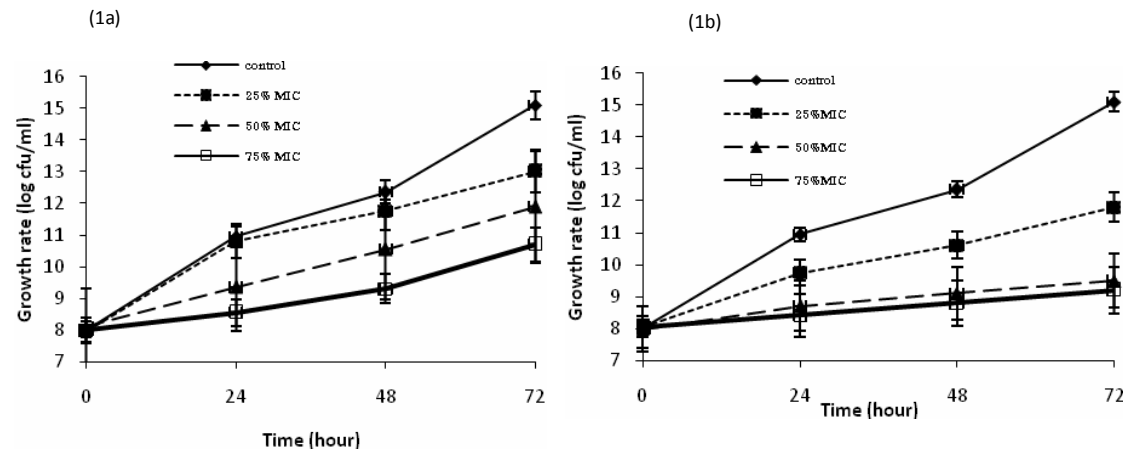 (1a)
control
25% MIC
50% MIC
75% MIC
16
15
14
13
12
11
10
9
8
7
Growth rate (log cfu/ml)
0 24 48 72
Time (hour)
(1b)
control
25%MIC
50%MIC
75%MIC
16
15
14
13
12
11
10
9
8
7
Growth rate (log cfu/ml)
0 24 48 72
Time (hour)